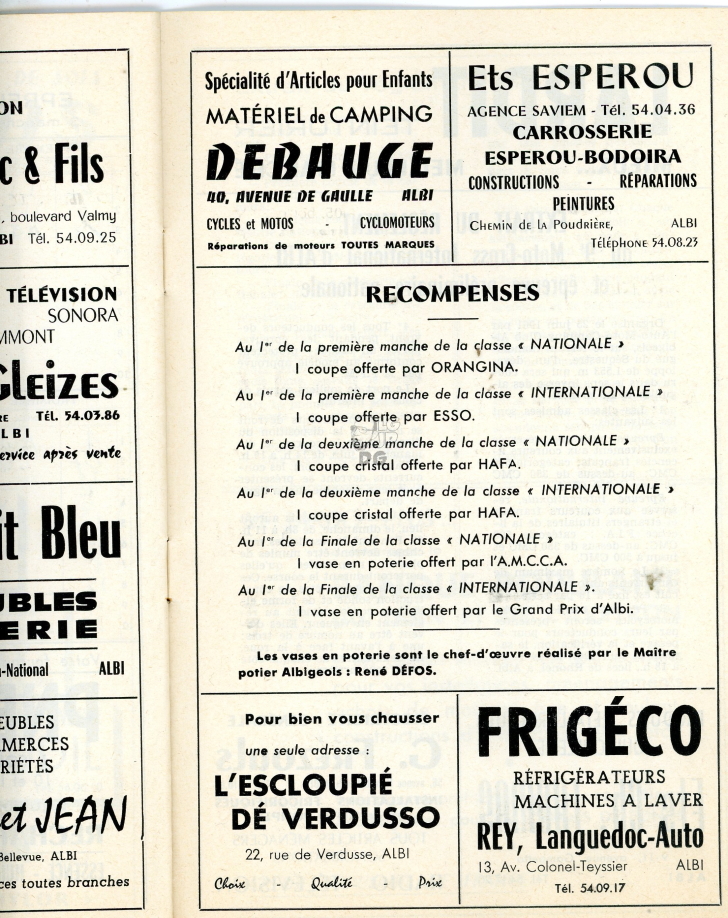 ON
c & Fils
, boulevard Valmy
BI Tél. 54.09.25
TÉLÉVISION
SONORA
MMONT
Gleizes
RE Tél. 54.03.86
LBI
ervice après vente
it Bleu
UBLES
ERIE
-National ALBI
EUBLES
MERCES
RIÉTÉS
et JEAN
Bellevue, ALBI
ces toutes branches
Spécialité d'Articles pour Enfants
MATÉRIEL de CAMPING
DEBAUGE
40, AVENUE DE GAULLE ALBI
CYCLES et MOTOS - CYCLOMOTEURS
Réparations de moteurs TOUTES MARQUES
Ets ESPEROU
AGENCE SAVIEM - Tél. 54.04.36
CARROSSERIE
ESPEROU-BODOIRA
CONSTRUCTIONS - RÉPARATIONS
PEINTURES
Chemin de la Poudrière, ALBI
Téléphone 54.08.23
RECOMPENSES
Au 1er de la première manche de la classe « NATIONALE »
1 coupe offerte par ORANGINA.
Au 1er de la première manche de la classe « INTERNATIONALE »
1 coupe offerte par ESSO.
Au 1er de la deuxième manche de la classe « NATIONALE »
1 coupe cristal offerte par HAFA.
Au 1er de la deuxième manche de la classe « INTERNATIONALE »
1 coupe cristal offerte par HAFA.
Au 1er de la Finale de la classe « NATIONALE »
1 vase en poterie offert par l'A.M.C.C.A.
Au 1er de la Finale de la classe « INTERNATIONALE ».
1 vase en poterie offert par le Grand Prix d'Albi.
Les vases en poterie sont le chef-d'œuvre réalisé par le Maître
potier Albigeois : René DÉFOS.
Pour bien vous chausser
une seule adresse :
L'ESCLOUPIÉ
DÉ VERDUSSO
22, rue de Verdusse, ALBI
Choix - Qualité - Prix
FRIGÉCO
RÉFRIGÉRATEURS
MACHINES A LAVER
REY, Languedoc-Auto
13, Av. Colonel-Teyssier ALBI
Tél. 54.09.17